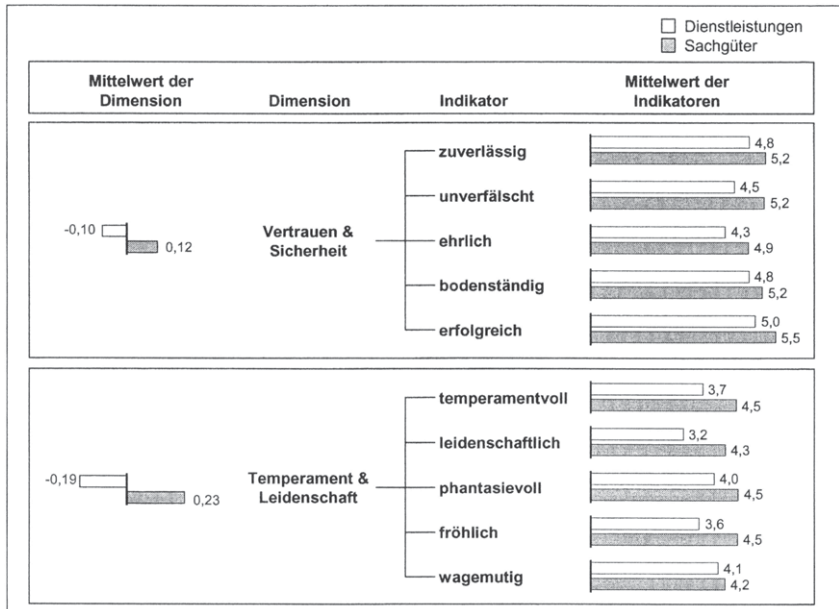 Dienstleistungen
Sachgüter
Mittelwert der
Dimension
Dimension
Indikator
Mittelwert der
Indikatoren
-0,10
0,12
Vertrauen &
Sicherheit
zuverlässig
4,8
5,2
unverfälscht
4,5
5,2
ehrlich
4,3
4,9
bodenständig
4,8
5,2
erfolgreich
5,0
5,5
-0,19
0,23
Temperament &
Leidenschaft
temperamentvoll
3,7
4,5
leidenschaftlich
3,2
4,3
phantasievoll
4,0
4,5
fröhlich
3,6
4,5
wagemutig
4,1
4,2